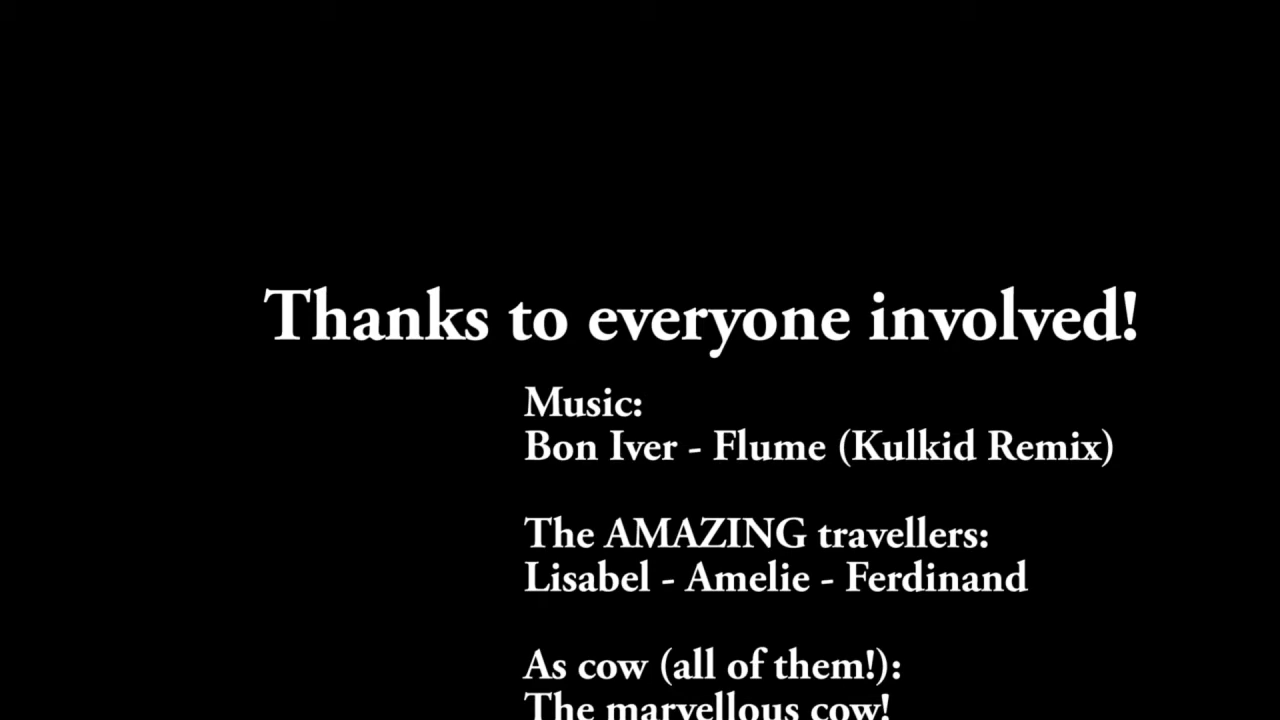 Thanks to everyone involved!
Music:
Bon Iver - Flume (Kulkid Remix)
The AMAZING travellers:
Lisabel - Amelie - Ferdinand
As cow (all of them!):
The marvellous cow!